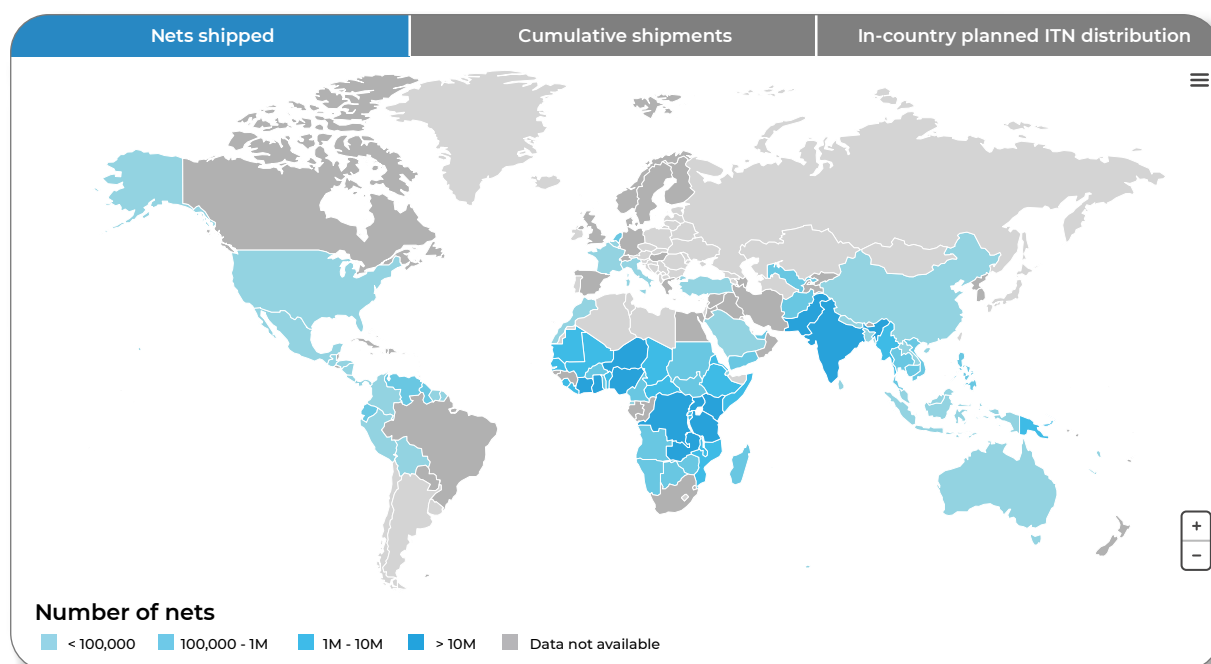 Nets shipped
Cumulative shipments
In-country planned ITN distribution
+
−
Number of nets
< 100,000
100,000 - 1M
1M - 10M
> 10M
Data not available